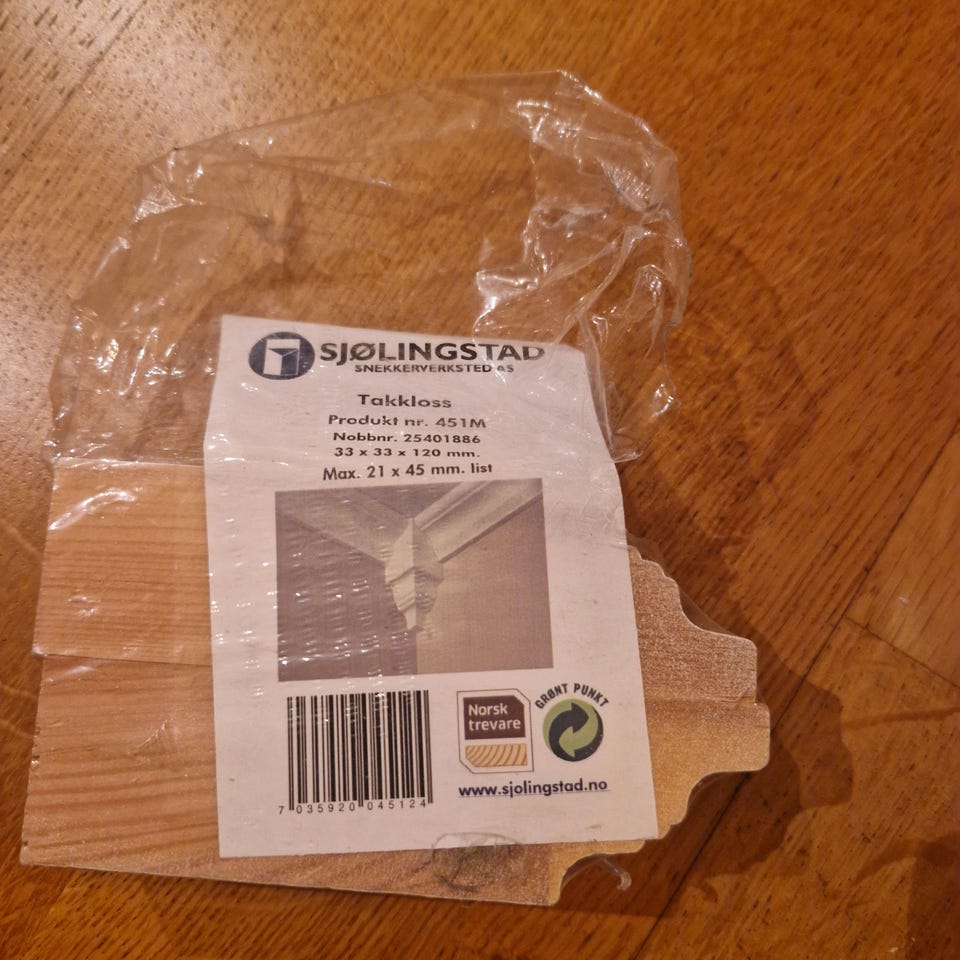 SJØLINGSTAD
SNEKKERVERKSTED AS
Takkloss
Produkt nr. 451M
Nobbnr. 25401886
33 x 33 x 120 mm.
Max. 21 x 45 mm. list
Norsk
trevare
GRØNT PUNKT
www.sjolingstad.no
7 035920 045124